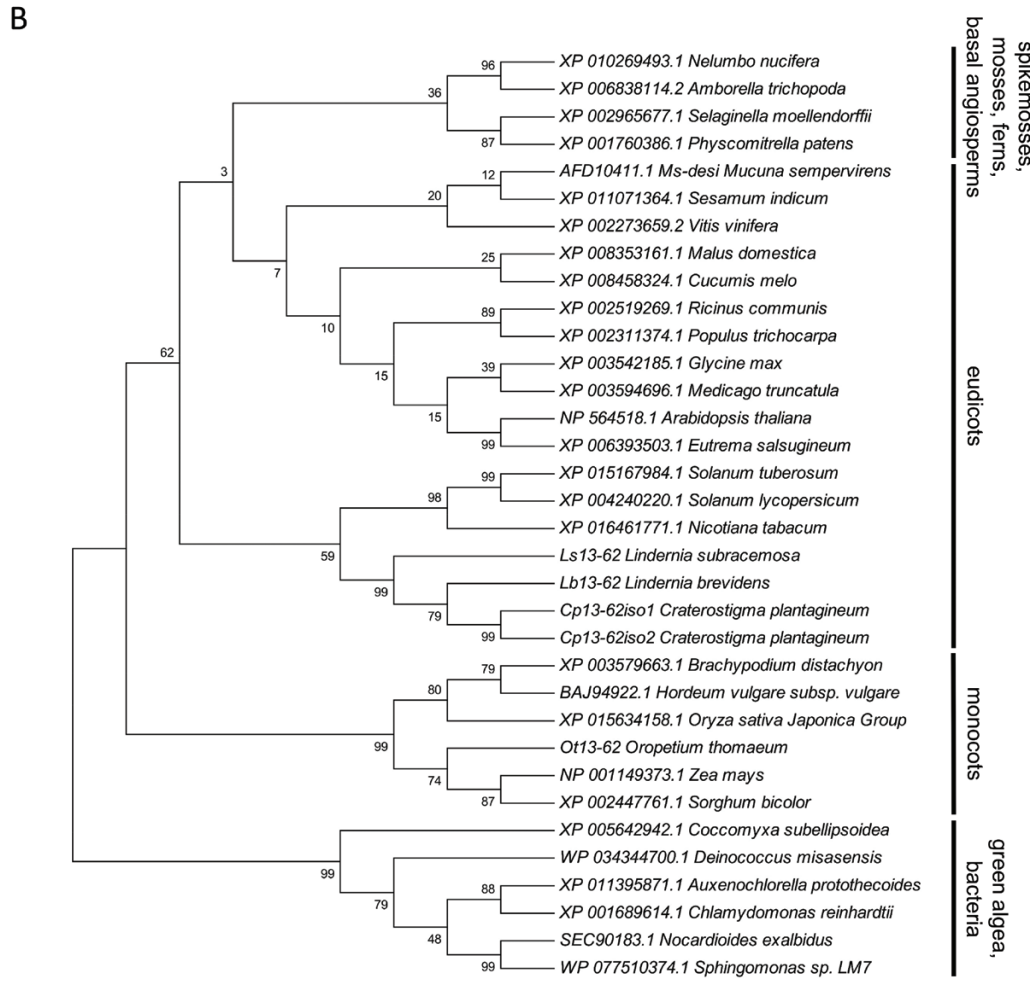 B
96
XP 010269493.1 Nelumbo nucifera
XP 006838114.2 Amborella trichopoda
36
XP 002965677.1 Selaginella moellendorffii
87
XP 001760386.1 Physcomitrella patens
3
12
AFD10411.1 Ms-desi Mucuna sempervirens
XP 011071364.1 Sesamum indicum
20
XP 002273659.2 Vitis vinifera
7
25
XP 008353161.1 Malus domestica
XP 008458324.1 Cucumis melo
10
89
XP 002519269.1 Ricinus communis
XP 002311374.1 Populus trichocarpa
15
39
XP 003542185.1 Glycine max
XP 003594696.1 Medicago truncatula
15
NP 564518.1 Arabidopsis thaliana
99
XP 006393503.1 Eutrema salsugineum
62
99
XP 015167984.1 Solanum tuberosum
XP 004240220.1 Solanum lycopersicum
98
XP 016461771.1 Nicotiana tabacum
59
Ls13-62 Lindernia subracemosa
99
Lb13-62 Lindernia brevidens
79
Cp13-62iso1 Craterostigma plantagineum
99
Cp13-62iso2 Craterostigma plantagineum
79
XP 003579663.1 Brachypodium distachyon
BAJ94922.1 Hordeum vulgare subsp. vulgare
80
XP 015634158.1 Oryza sativa Japonica Group
99
Ot13-62 Oropetium thomaeum
74
NP 001149373.1 Zea mays
87
XP 002447761.1 Sorghum bicolor
XP 005642942.1 Coccomyxa subellipsoidea
99
WP 034344700.1 Deinococcus misasensis
79
88
XP 011395871.1 Auxenochlorella protothecoides
XP 001689614.1 Chlamydomonas reinhardtii
48
SEC90183.1 Nocardioides exalbidus
99
WP 077510374.1 Sphingomonas sp. LM7
spikemosses,
mosses, ferns,
basal angiosperms
eudicots
monocots
green algea,
bacteria